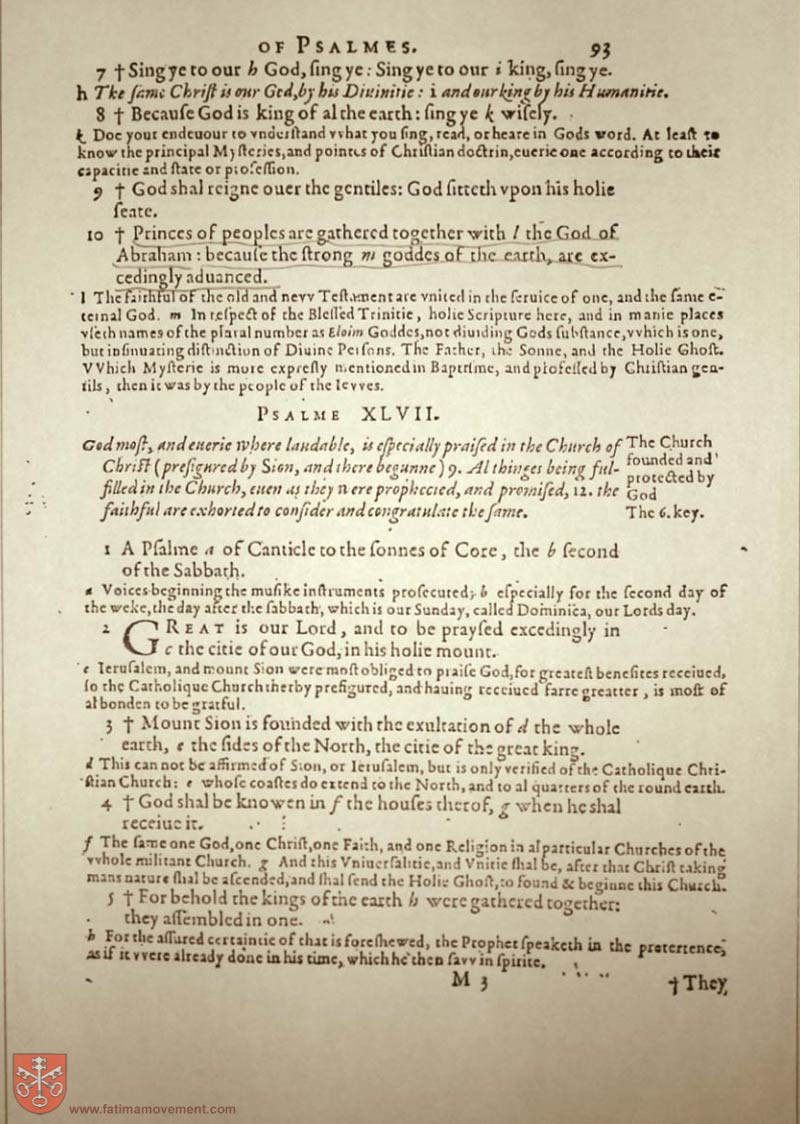 OF PSALMES. 93
7 † Sing ye to our h God, ſing ye: Sing ye to our i king, ſing ye.
h The ſame Chriſt is our God, by his Diuinitie: i and our king by his Humanitie.
8 † Becauſe God is king of al the earth: ſing ye k wiſely.
k Doe your endeuour to vnderſtand vvhat you ſing, read, or heare in Gods word. At leaſt to
know the principal Myſteries, and pointes of Chriſtian doctrin, euerie one according to their
capacitie and ſtate or profeſſion.
9 † God shal reigne ouer the gentiles: God ſitteth vpon his holie
ſeate.
10 † Princes of peoples are gathered together with l the God of
Abraham: becauſe the ſtrong m goddes of the earth, are ex-
cedingly aduanced.
l The faithful of the old and nevv Teſtament are vnited in the ſeruice of one, and the ſame e-
ternal God. m In reſpect of the Bleſſed Trinitie, holie Scripture here, and in manie places
vſeth names of the plural number as Eloim Goddes, not diuiding Gods ſubſtance, vvhich is one,
but inſinuating diſtinction of Diuine Perſons. The Father, the Sonne, and the Holie Ghoſt.
VVhich Myſterie is more expreſly mentioned in Baptiſme, and profeſſed by Chriſtian gen-
tils, then it was by the people of the Ievves.
PSALME XLVII.
God moſt, and euerie where laudable, is eſpecially praiſed in the Church of
Chriſt (prefigured by Sion, and there begunne) 9. Al thinges being ful-
filled in the Church, euen as they were prophecied, and promiſed, 12. the
faithful are exhorted to conſider and congratulate the ſame.
The Church
founded and
protected by
God
The 6. key.
1 A Pſalme a of Canticle to the ſonnes of Core, the b ſecond
of the Sabbath.
a Voices beginning the muſike inſtruments proſecuted; b eſpecially for the ſecond day of
the weke, the day after the ſabbath, which is our Sunday, called Dominica, our Lords day.
2 GREAT is our Lord, and to be prayſed excedingly in
c the citie of our God, in his holie mount.
c Ieruſalem, and mount Sion were moſt obliged to praiſe God, for greateſt benefites receiued,
ſo the Catholique Church therby prefigured, and hauing receiued farre greatter, is moſt of
al bonden to be gratful.
3 † Mount Sion is founded with the exultation of d the whole
earth, e the ſides of the North, the citie of the great king.
d This can not be affirmed of Sion, or Ieruſalem, but is only verified of the Catholique Chri-
ſtian Church: e whoſe coaſtes do extend to the North, and to al quarters of the round earth.
4 † God shal be knowen in f the houſes therof, g when he shal
receiue it.
f The ſame one God, one Chriſt, one Faith, and one Religion in al particular Churches of the
vvhole militant Church. g And this Vniuerſalitie, and Vnitie ſhal be, after that Chriſt taking
mans nature ſhal be aſcended, and ſhal ſend the Holie Ghoſt, to found & beginne this Church.
5 † For behold the kings of the earth h were gathered together:
they aſſembled in one.
h For the aſſured certaintie of that is foreſhewed, the Prophet ſpeaketh in the pretertence,
as if it vvere already done in his time, which he then ſavv in ſpirite.
M 3 † They
www.fatimamovement.com